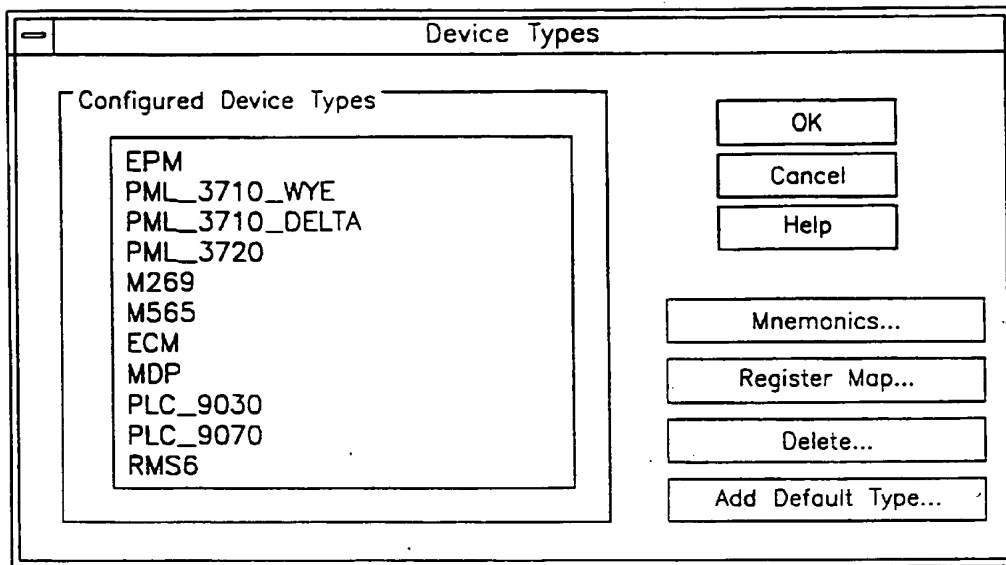 Device Types
Configured Device Types
EPM
PML_3710_WYE
PML_3710_DELTA
PML_3720
M269
M565
ECM
MDP
PLC_9030
PLC_9070
RMS6
OK
Cancel
Help
Mnemonics...
Register Map...
Delete...
Add Default Type...